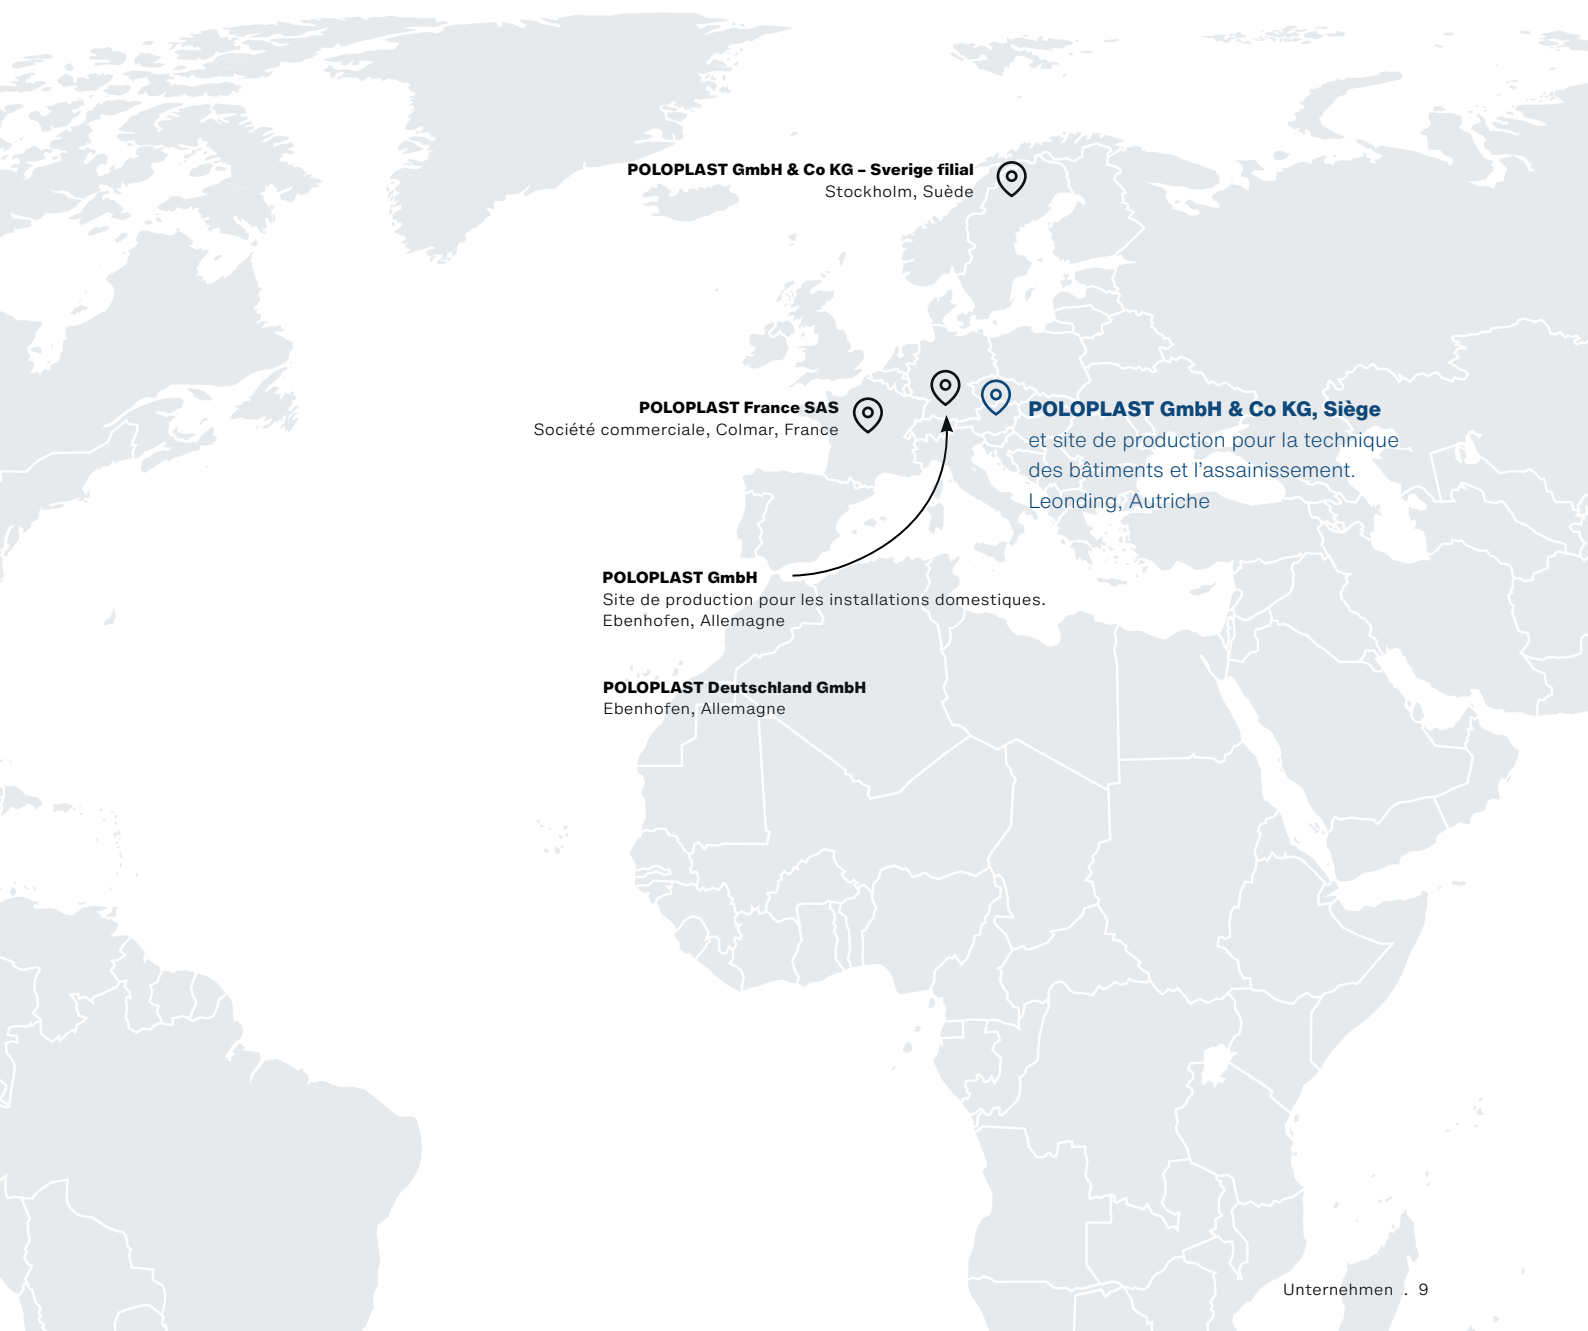 POLOPLAST GmbH & Co KG – Sverige filial
Stockholm, Suède
POLOPLAST France SAS
Société commerciale, Colmar, France
POLOPLAST GmbH & Co KG, Siège
et site de production pour la technique
des bâtiments et l'assainissement.
Leonding, Autriche
POLOPLAST GmbH
Site de production pour les installations domestiques.
Ebenhofen, Allemagne
POLOPLAST Deutschland GmbH
Ebenhofen, Allemagne
Unternehmen . 9